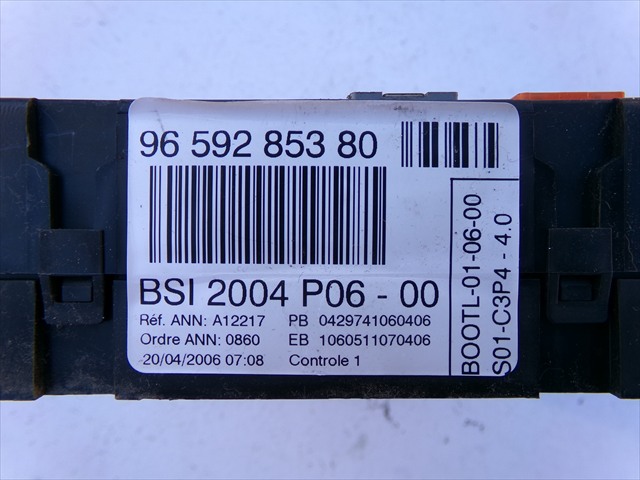 96 592 853 80
BSI 2004 P06 - 00
Réf. ANN: A12217 PB 0429741060406
Ordre ANN: 0860 EB 1060511070406
20/04/2006 07:08 Controle 1
BOOTL-01-06-00
S01-C3P4 - 4.0